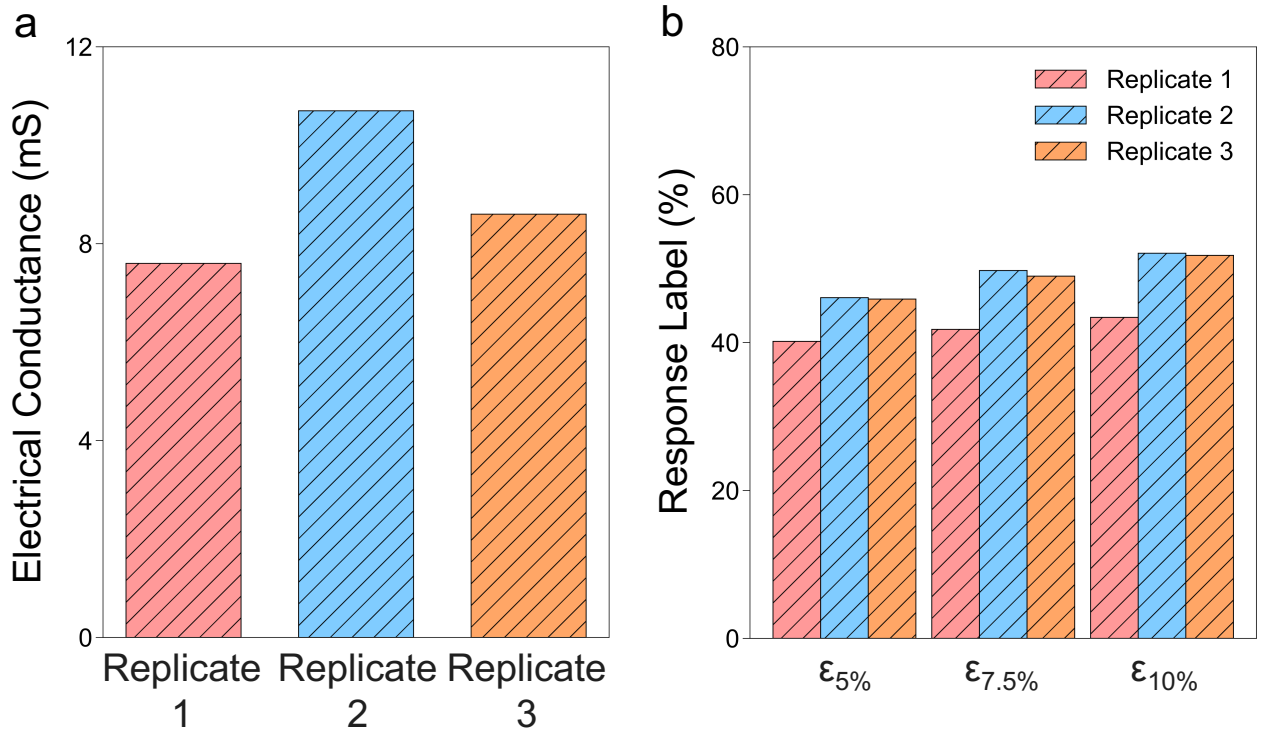 a
Electrical Conductance (mS)
12
8
4
0
Replicate 1
Replicate 2
Replicate 3
b
Response Label (%)
80
60
40
20
0
Replicate 1
Replicate 2
Replicate 3
ε5%
ε7.5%
ε10%